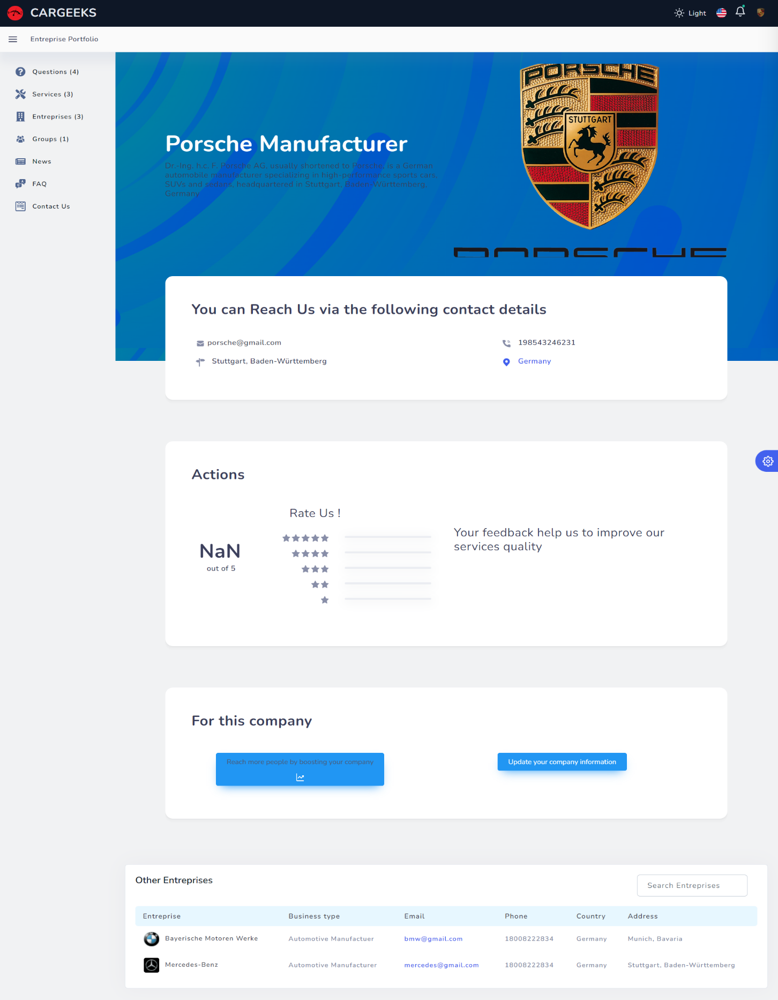 CARGEEKS
Light
Entreprise Portfolio
Questions (4)
Services (3)
Entreprises (3)
Groups (1)
News
FAQ
Contact Us
PORSCHE
STUTTGART
Porsche Manufacturer
Dr.-Ing. h.c. F. Porsche AG, usually shortened to Porsche, is a German
automobile manufacturer specializing in high-performance sports cars,
SUVs and sedans, headquartered in Stuttgart, Baden-Württemberg,
Germany
PORSCHE
You can Reach Us via the following contact details
porsche@gmail.com
198543246231
Stuttgart, Baden-Württemberg
Germany
Actions
Rate Us !
NaN
out of 5
Your feedback help us to improve our
services quality
For this company
Reach more people by boosting your company
Update your company information
Other Entreprises
Search Entreprises
Entreprise Business type Email Phone Country Address
Bayerische Motoren Werke Automotive Manufactuer bmw@gmail.com 18008222834 Germany Munich, Bavaria
Mercedes-Benz Automotive Manufacturer mercedes@gmail.com 18008222834 Germany Stuttgart, Baden-Württemberg